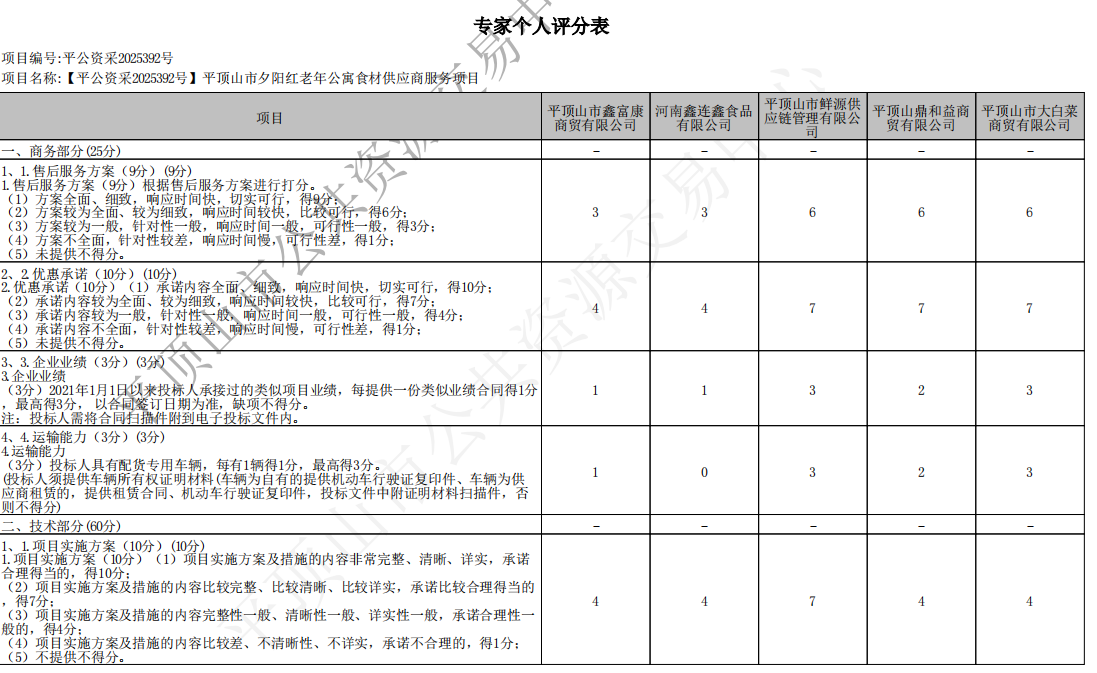 专家个人评分表
项目编号:平公资采2025392号
项目名称:【平公资采2025392号】平顶山市夕阳红老年公寓食材供应商服务项目
项目
平顶山市鑫富康
商贸有限公司
河南鑫连鑫食品
有限公司
平顶山市鲜源供
应链管理有限公
司
平顶山鼎和益商
贸有限公司
平顶山市大白菜
商贸有限公司
一、商务部分(25分) – – – – –
1、1.售后服务方案（9分）(9分)
1.售后服务方案（9分）根据售后服务方案进行打分。
（1）方案全面、细致，响应时间快，切实可行，得9分；
（2）方案较为全面、较为细致，响应时间较快，比较可行，得6分；
（3）方案较为一般，针对性一般，响应时间一般，可行性一般，得3分；
（4）方案不全面，针对性较差，响应时间慢，可行性差，得1分；
（5）未提供不得分。
3 3 6 6 6
2、2.优惠承诺（10分）(10分)
2.优惠承诺（10分）（1）承诺内容全面、细致，响应时间快，切实可行，得10分；
（2）承诺内容较为全面、较为细致，响应时间较快，比较可行，得7分；
（3）承诺内容较为一般，针对性一般，响应时间一般，可行性一般，得4分；
（4）承诺内容不全面，针对性较差，响应时间慢，可行性差，得1分；
（5）未提供不得分。
4 4 7 7 7
3、3.企业业绩（3分）(3分)
3.企业业绩
（3分）2021年1月1日以来投标人承接过的类似项目业绩，每提供一份类似业绩合同得1分
，最高得3分， 以合同签订日期为准，缺项不得分。
注：投标人需将合同扫描件附到电子投标文件内。
1 1 3 2 3
4、4.运输能力（3分）(3分)
4.运输能力
（3分）投标人具有配货专用车辆，每有1辆得1分，最高得3分。
(投标人须提供车辆所有权证明材料(车辆为自有的提供机动车行驶证复印件、车辆为供
应商租赁的，提供租赁合同、机动车行驶证复印件，投标文件中附证明材料扫描件，否
则不得分)
1 0 3 2 3
二、技术部分(60分) – – – – –
1、1.项目实施方案（10分）(10分)
1.项目实施方案（10分）（1）项目实施方案及措施的内容非常完整、清晰、详实，承诺
合理得当的，得10分；
（2）项目实施方案及措施的内容比较完整、比较清晰、比较详实，承诺比较合理得当的
，得7分；
（3）项目实施方案及措施的内容完整性一般、清晰性一般、详实性一般，承诺合理性一
般的，得4分；
（4）项目实施方案及措施的内容比较差、不清晰性、不详实，承诺不合理的，得1分；
（5）不提供不得分。
4 4 7 4 4
平顶山市公共资源交易中
平顶山市公共资源交易中心